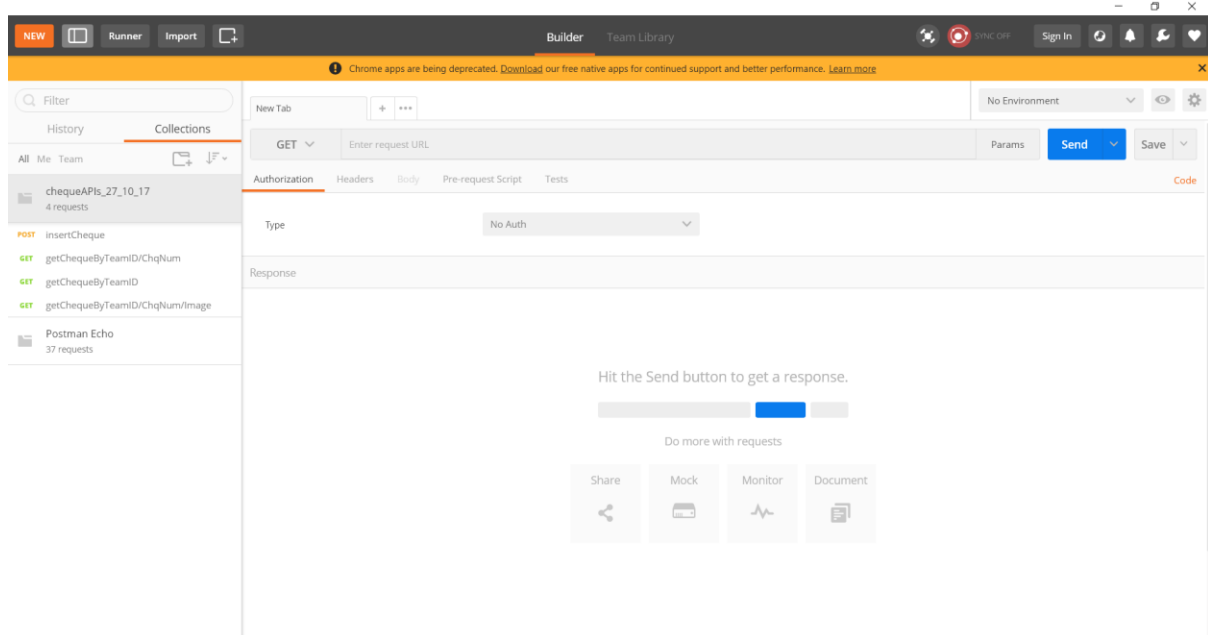 NEW Runner Import Builder Team Library SYNC OFF Sign In
Chrome apps are being deprecated. Download our free native apps for continued support and better performance. Learn more
Filter
History Collections
All Me Team
chequeAPIs_27_10_17
4 requests
POST insertCheque
GET getChequeByTeamID/ChqNum
GET getChequeByTeamID
GET getChequeByTeamID/ChqNum/Image
Postman Echo
37 requests
New Tab
No Environment
GET Enter request URL Params Send Save
Authorization Headers Body Pre-request Script Tests Code
Type No Auth
Response
Hit the Send button to get a response.
Do more with requests
Share Mock Monitor Document